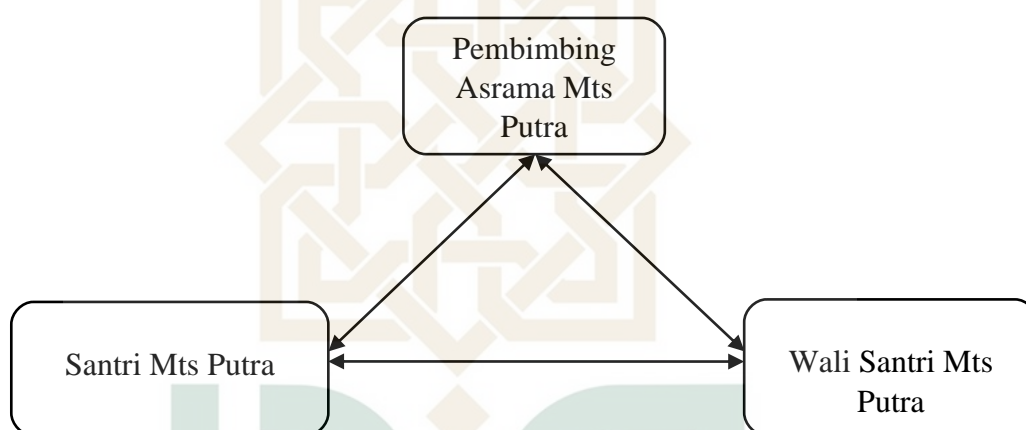 Pembimbing
Asrama Mts
Putra
Santri Mts Putra
Wali Santri Mts
Putra